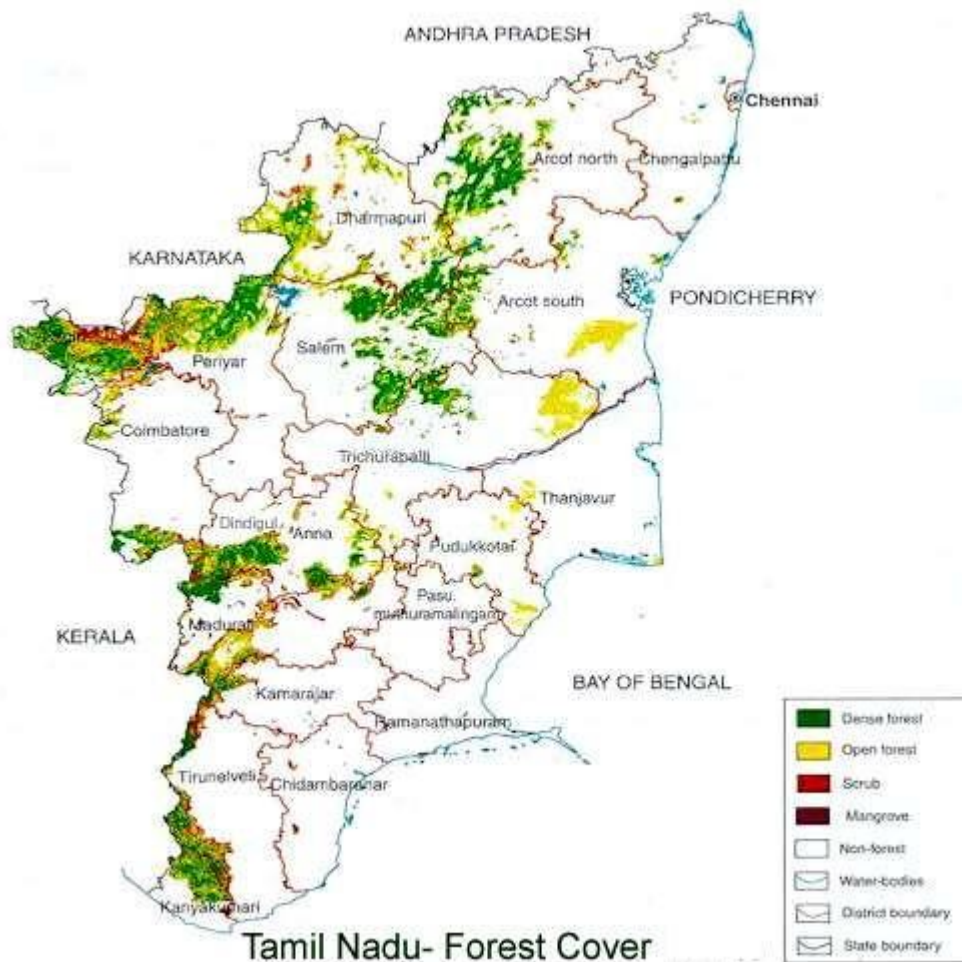 ANDHRA PRADESH
Chennai
Arcot north
Chengalpattu
Dharmapuri
KARNATAKA
Arcot south
PONDICHERRY
Salem
Periyar
Coimbatore
Trichurapalli
Thanjavur
Dindigul
Anna
Pudukkotai
Pasu.
muthuramalingam
Madurai
KERALA
BAY OF BENGAL
Kamarajar
Ramanathapuram
Tirunelveli
Chidambaranar
Kanyakumari
Dense forest
Open forest
Scrub
Mangrove
Non-forest
Water-bodies
District boundary
State boundary
Tamil Nadu- Forest Cover